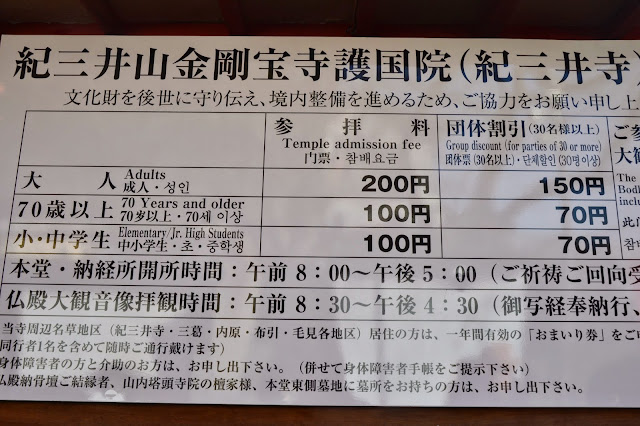 紀三井山金剛宝寺護国院(紀三井寺)
文化財を後世に守り伝え、境内整備を進めるため、ご協力をお願い申し上
参拝料 団体割引(30名様以上) ご参
Temple admission fee Group discount (for parties of 30 or more) 大観
门票・참배요금 団体票(30名以上)・단체할인(30명이상) The
大人 Adults 成人・성인 200円 150円 Bodh
inclu
70歳以上 70 Years and older 70岁以上・70세 이상 100円 70円 此门
小・中学生 Elementary/Jr. High Students 中小学生・초・중학생 100円 70円 참배
本堂・納経所開所時間:午前8:00〜午後5:00(ご祈祷ご回向受
仏殿大観音像拝観時間:午前8:30〜午後4:30(御写経奉納行、
当寺周辺名草地区(紀三井寺・三葛・内原・布引・毛見各地区)居住の方は、一年間有効の「おまいり券」をご
同行者1名を含めて随時ご通行戴けます)
身体障害者の方と介助のお方は、お申し出下さい。(併せて身体障害者手帳をご提示下さい)
仏殿納骨壇ご結縁者、山内塔頭寺院の檀家様、本堂東側墓地に墓所をお持ちの方は、お申し出下さい。